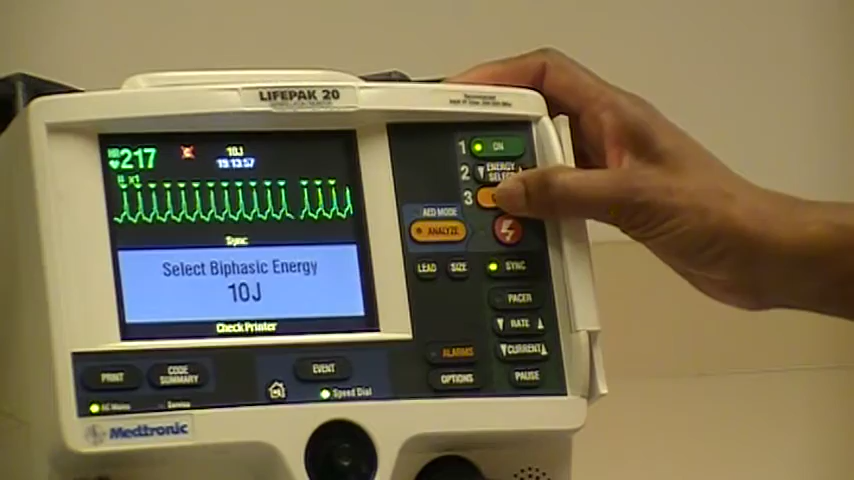 LIFEPAK 20
HR 217
10J
15:13:57
x1
Sync
Select Biphasic Energy
10J
Check Printer
1 ON
2 ENERGY SELECT
3
AED MODE
ANALYZE
LEAD SIZE SYNC
PACER
RATE
CURRENT
PAUSE
ALARMS
OPTIONS
PRINT
CODE
SUMMARY
EVENT
Speed Dial
AC Mains
Service
Medtronic